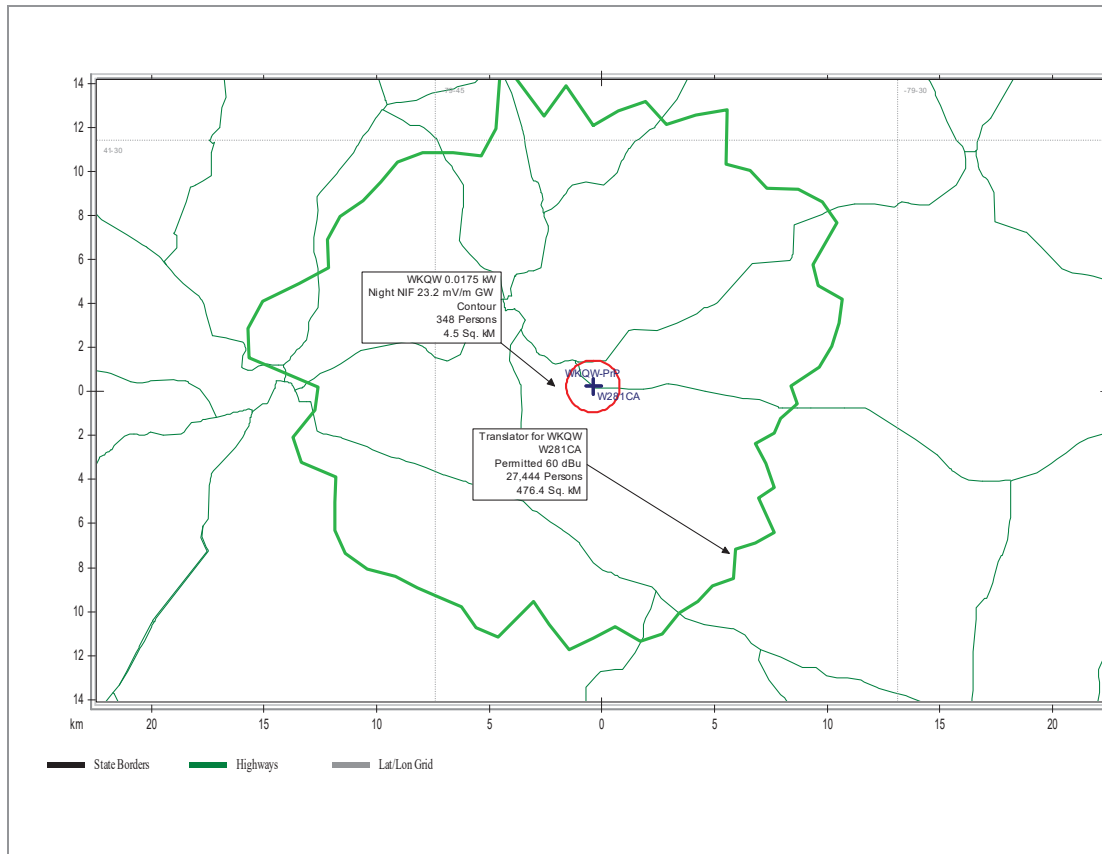 14
12
10
8
6
4
2
0
2
4
6
8
10
12
14
-79-45
-79-30
41-30
WKQW 0.0175 kW
Night NIF 23.2 mV/m GW
Contour
348 Persons
4.5 Sq. kM
WKQW-PrP
W281CA
Translator for WKQW
W281CA
Permitted 60 dBu
27,444 Persons
476.4 Sq. kM
km 20 15 10 5 0 5 10 15 20
State Borders Highways Lat/Lon Grid